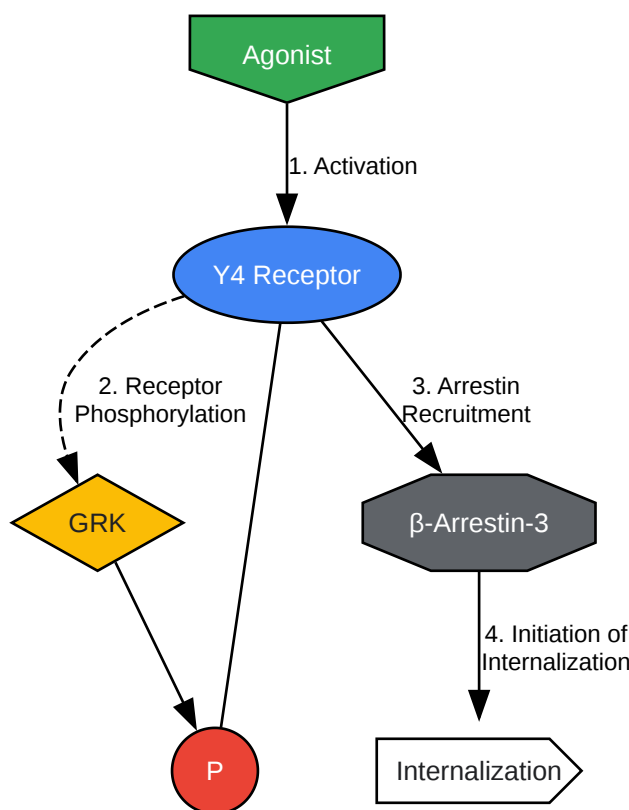 Agonist
1. Activation
Y4 Receptor
2. Receptor
Phosphorylation
3. Arrestin
Recruitment
GRK
β-Arrestin-3
4. Initiation of
Internalization
P
Internalization